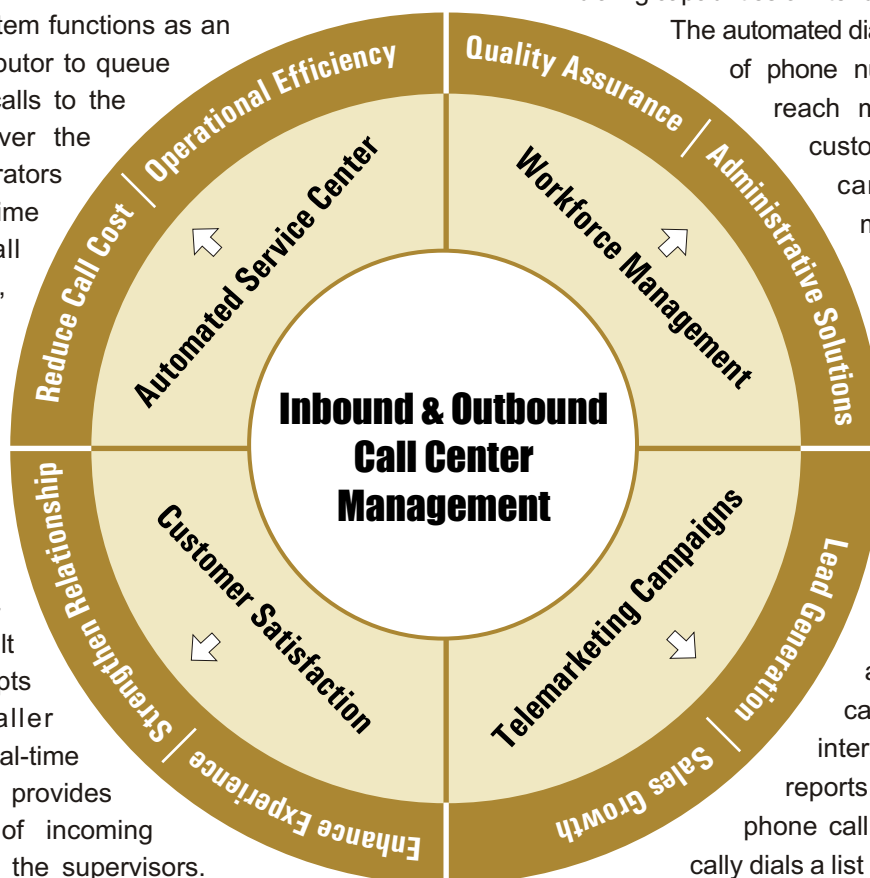 tem functions as an
butor to queue
calls to the
ver the
rators
ime
all
,
lt
ots
aller
al-time
provides
of incoming
the supervisors.
The automated dia
of phone nu
reach m
custo
can
m
a
ca
inter
reports
phone call
cally dials a list
Reduce Call Cost | Operational Efficiency
Quality Assurance | Administrative Solutions
Automated Service Center
Workforce Management
Inbound & Outbound
Call Center
Management
Customer Satisfaction
Telemarketing Campaigns
Strengthen Relationship | Enhance Experience
Lead Generation | Sales Growth